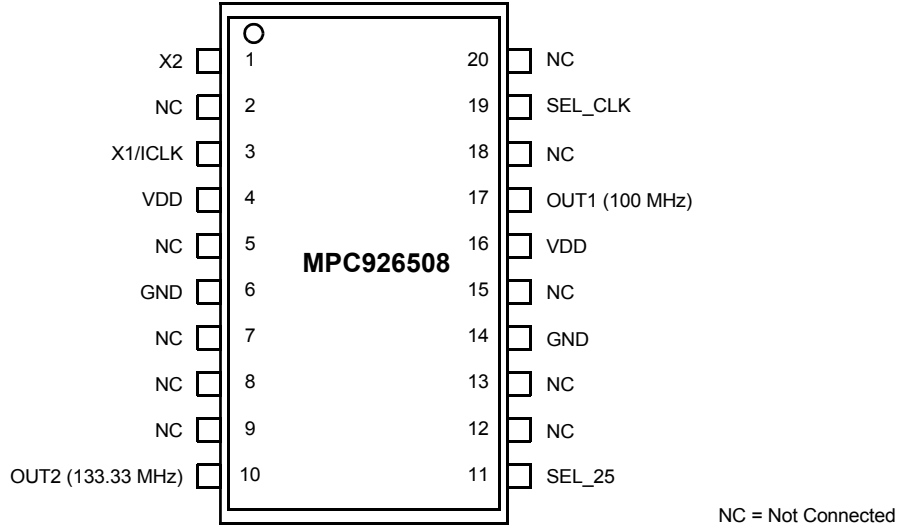 X2 1 20 NC
NC 2 19 SEL_CLK
X1/ICLK 3 18 NC
VDD 4 17 OUT1 (100 MHz)
NC 5 16 VDD
MPC926508
GND 6 15 NC
NC 7 14 GND
NC 8 13 NC
NC 9 12 NC
OUT2 (133.33 MHz) 10 11 SEL_25
NC = Not Connected